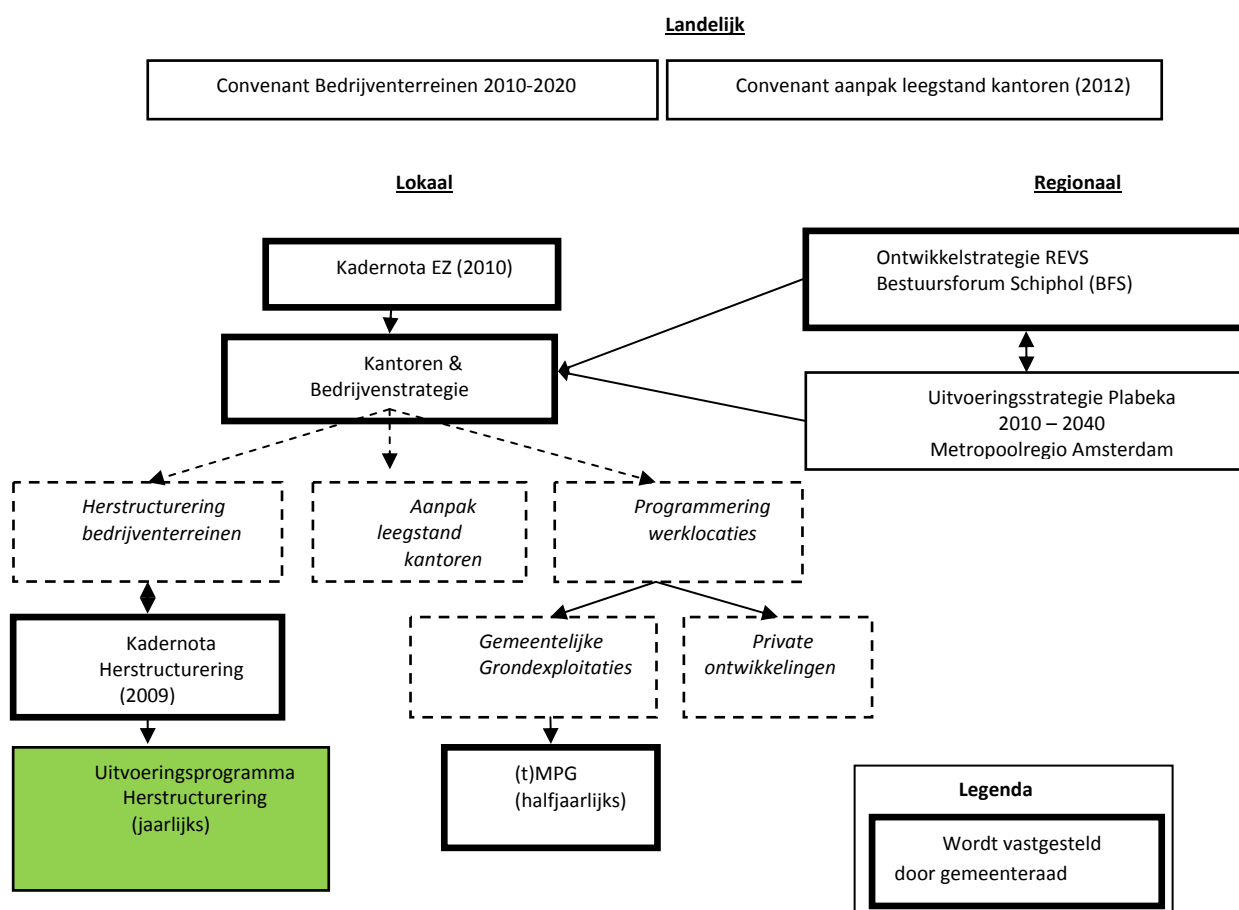 Landelijk
Convenant Bedrijventerreinen 2010-2020
Convenant aanpak leegstand kantoren (2012)
Lokaal
Regionaal
Kadernota EZ (2010)
Ontwikkelstrategie REVS
Bestuursforum Schiphol (BFS)
Kantoren &
Bedrijvenstrategie
Uitvoeringsstrategie Plabeka
2010 – 2040
Metropoolregio Amsterdam
Herstructurering
bedrijventerreinen
Aanpak
leegstand
kantoren
Programmering
werklocaties
Kadernota
Herstructurering
(2009)
Gemeentelijke
Grondexploitaties
Private
ontwikkelingen
Uitvoeringsprogramma
Herstructurering
(jaarlijks)
(t)MPG
(halfjaarlijks)
Legenda
Wordt vastgesteld
door gemeenteraad